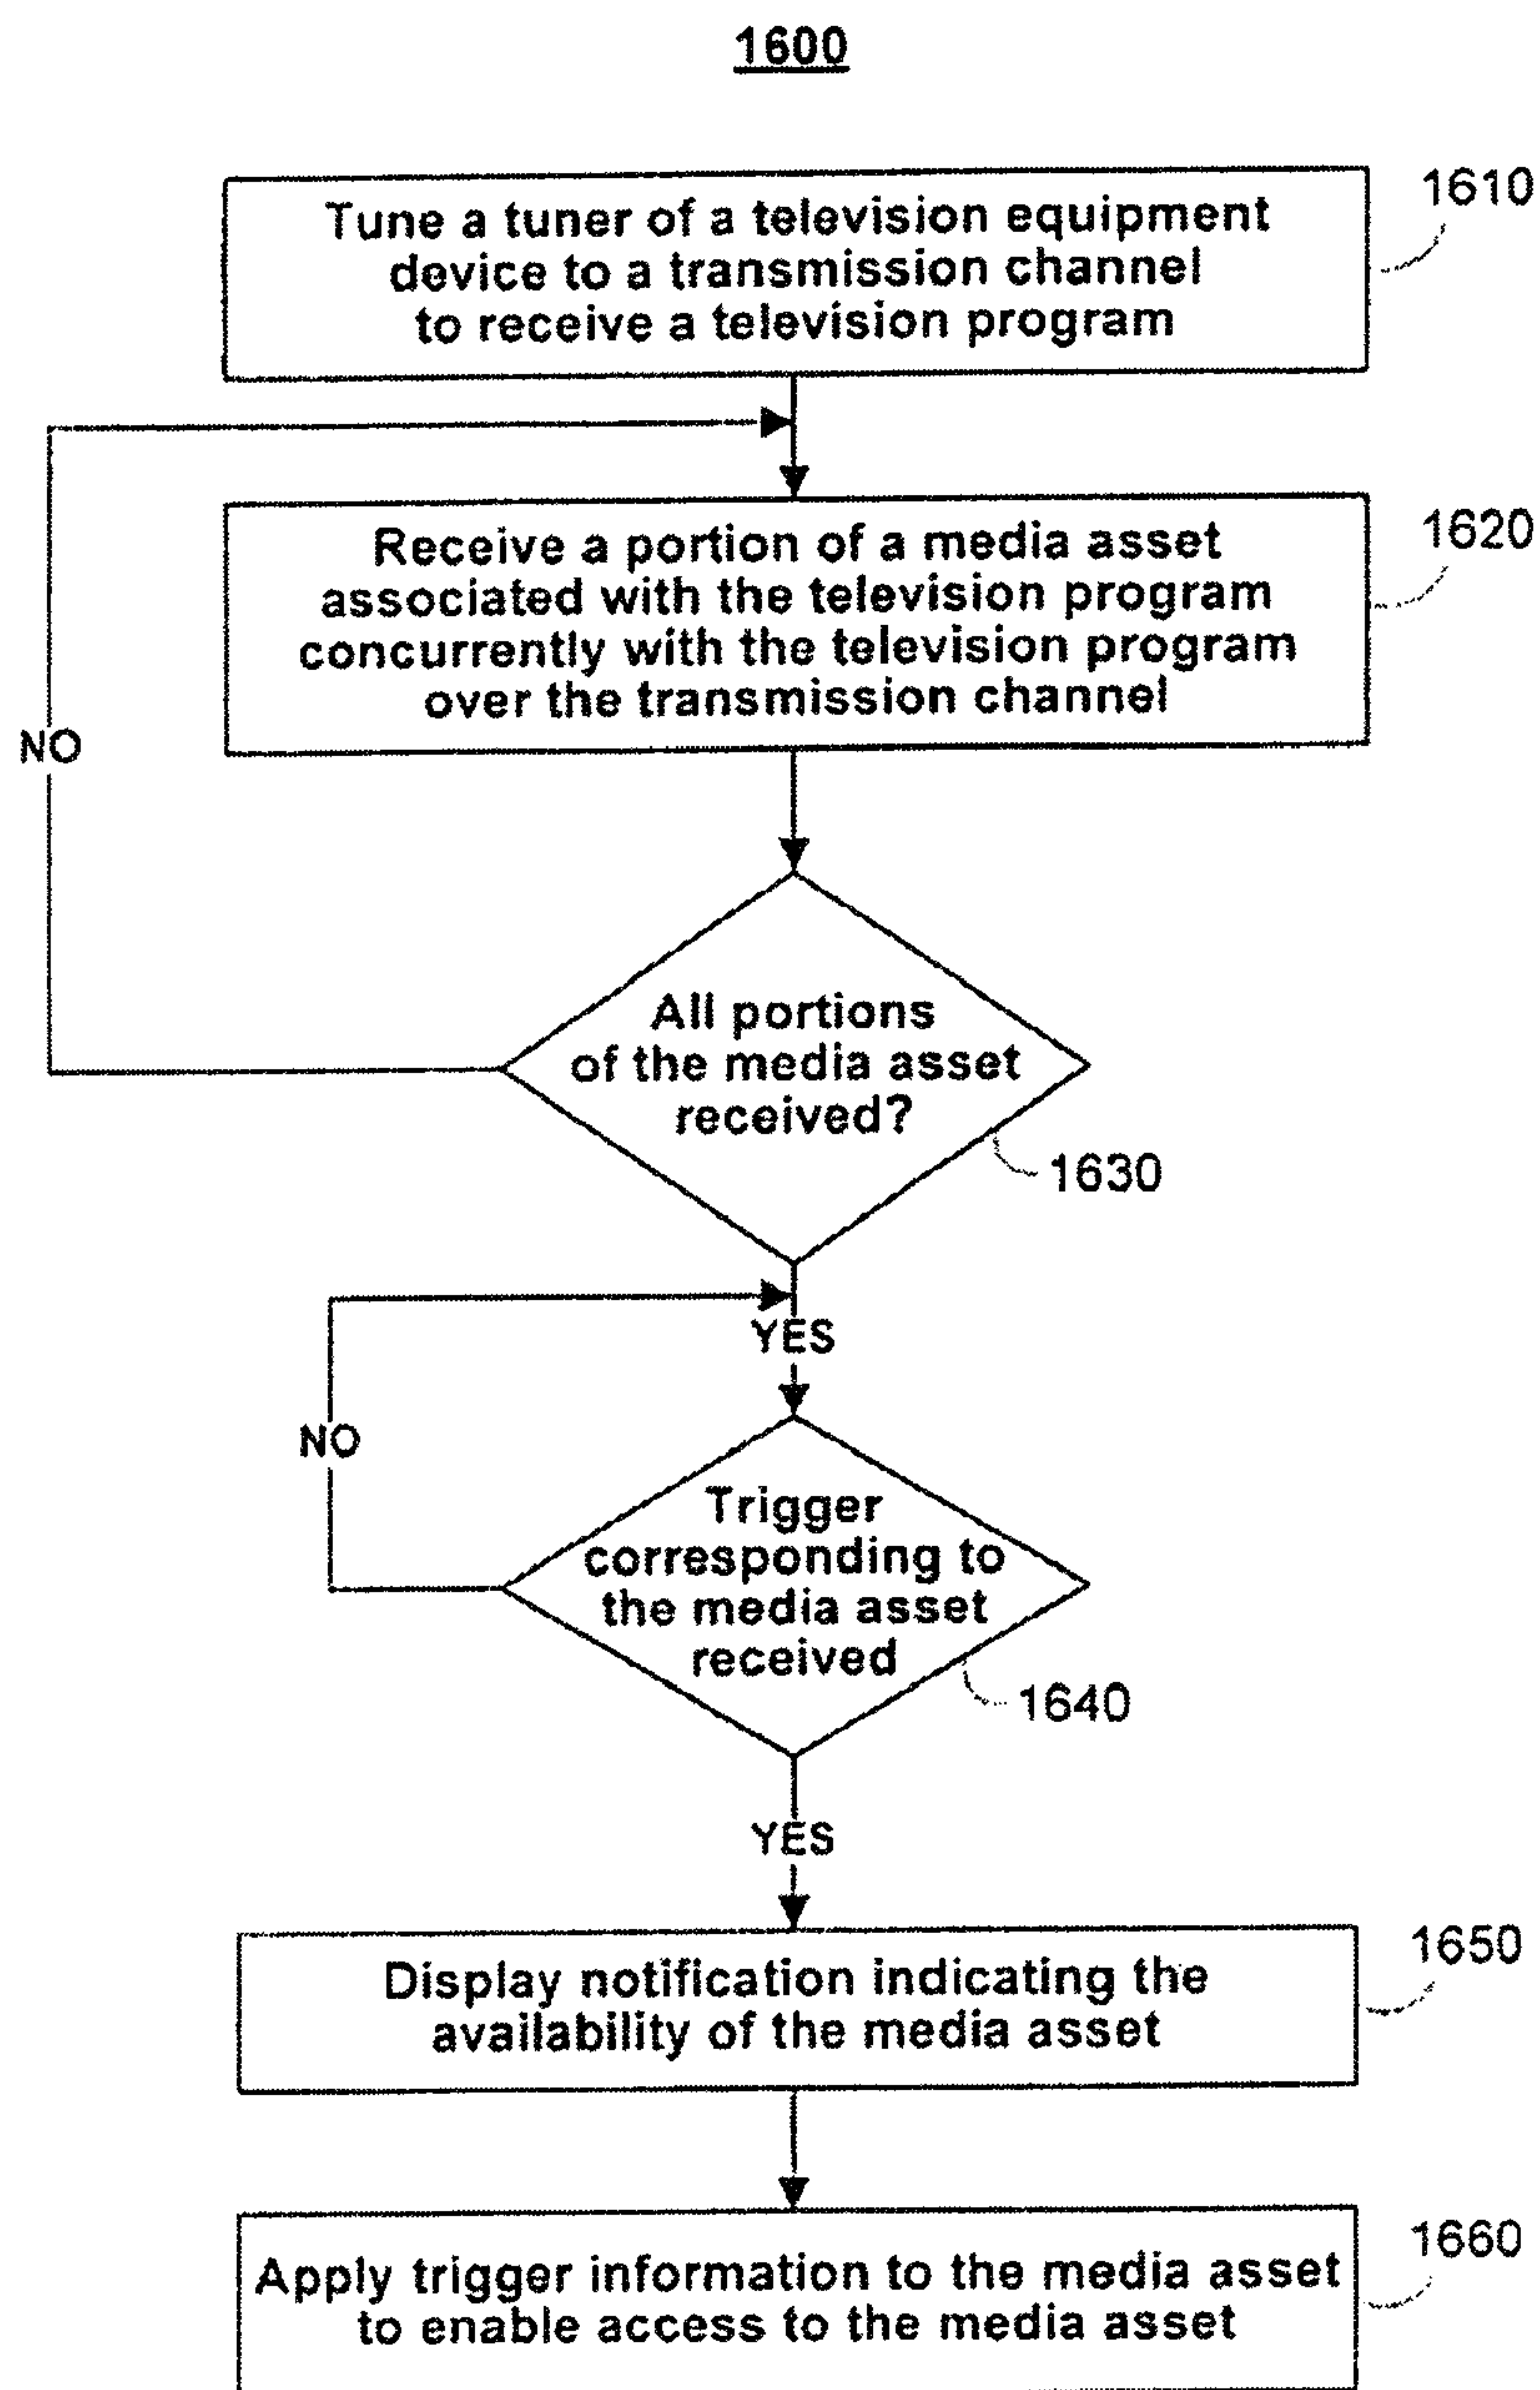 1600
Tune a tuner of a television equipment
device to a transmission channel
to receive a television program
1610
Receive a portion of a media asset
associated with the television program
concurrently with the television program
over the transmission channel
1620
NO
All portions
of the media asset
received?
1630
YES
NO
Trigger
corresponding to
the media asset
received
1640
YES
Display notification indicating the
availability of the media asset
1650
Apply trigger information to the media asset
to enable access to the media asset
1660